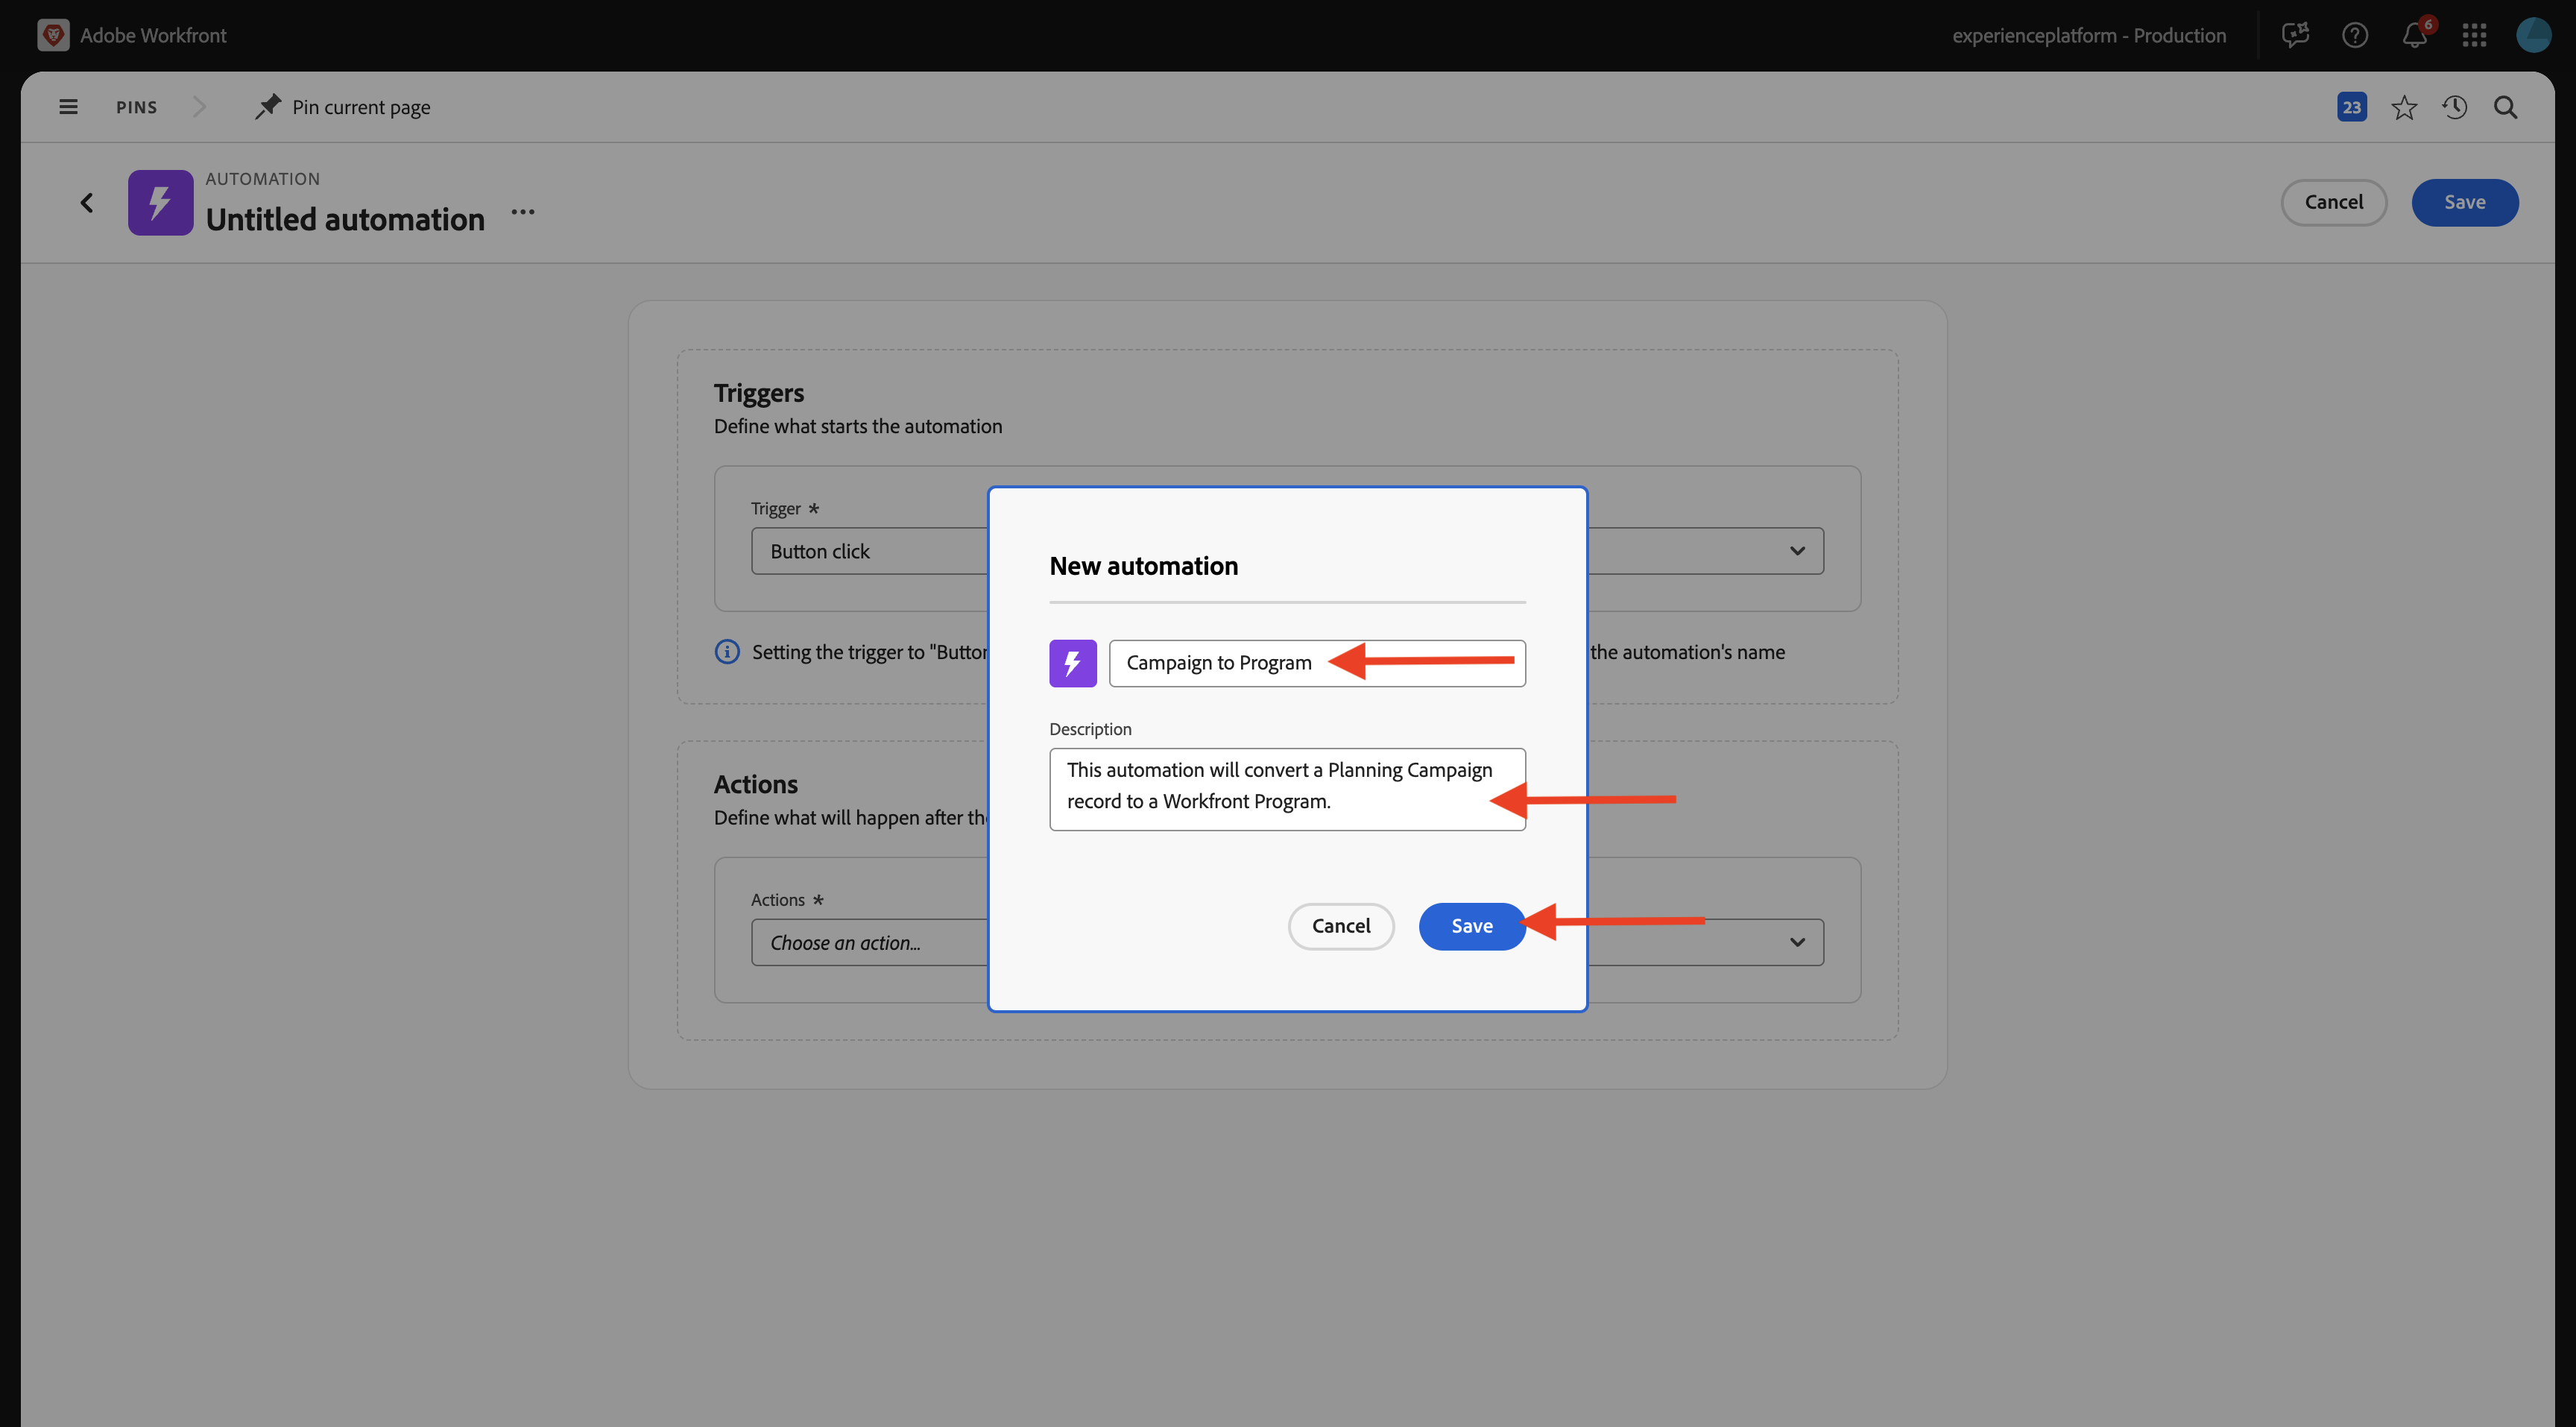 Adobe Workfront
experienceplatform - Production
6
PINS
Pin current page
23
AUTOMATION
Untitled automation
Cancel
Save
Triggers
Define what starts the automation
Trigger *
Button click
Setting the trigger to "Button
the automation's name
New automation
Campaign to Program
Description
This automation will convert a Planning Campaign
record to a Workfront Program.
Cancel
Save
Actions
Define what will happen after the
Actions *
Choose an action...